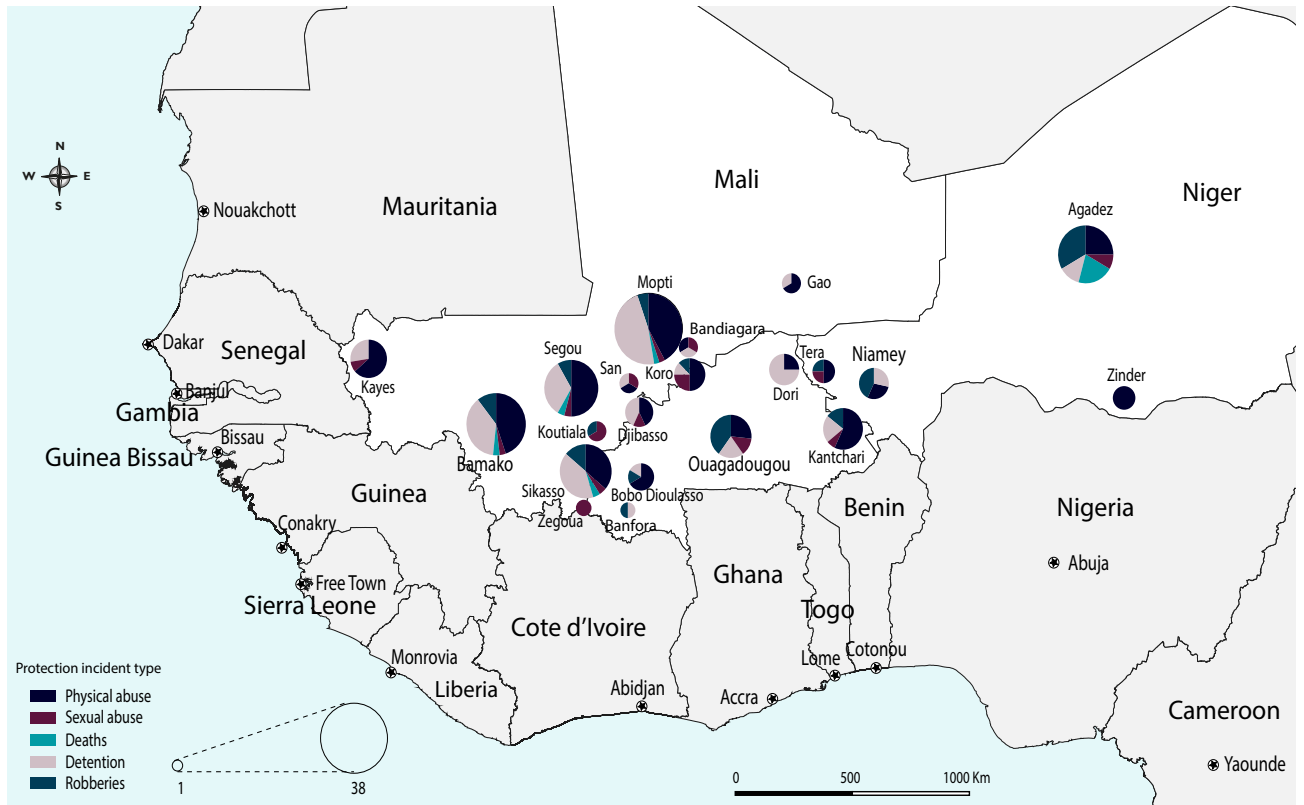 N
W E
S
Mali
Niger
Mauritania
Agadez
Nouakchott
Gao
Mopti
Bandiagara
Dakar
Senegal
Segou
San
Koro
Tera
Niamey
Kayes
Dori
Zinder
Banjul
Gambia
Koutiala
Djibasso
Bissau
Guinea Bissau
Bamako
Ouagadougou
Kantchari
Sikasso
Bobo Dioulasso
Guinea
Zegoua
Banfora
Benin
Nigeria
Conakry
Abuja
Ghana
Free Town
Sierra Leone
Togo
Cote d'Ivoire
Cotonou
Lome
Monrovia
Liberia
Abidjan
Accra
Cameroon
Yaounde
Protection incident type
Physical abuse
Sexual abuse
Deaths
Detention
Robberies
1 38
0 500 1000 Km